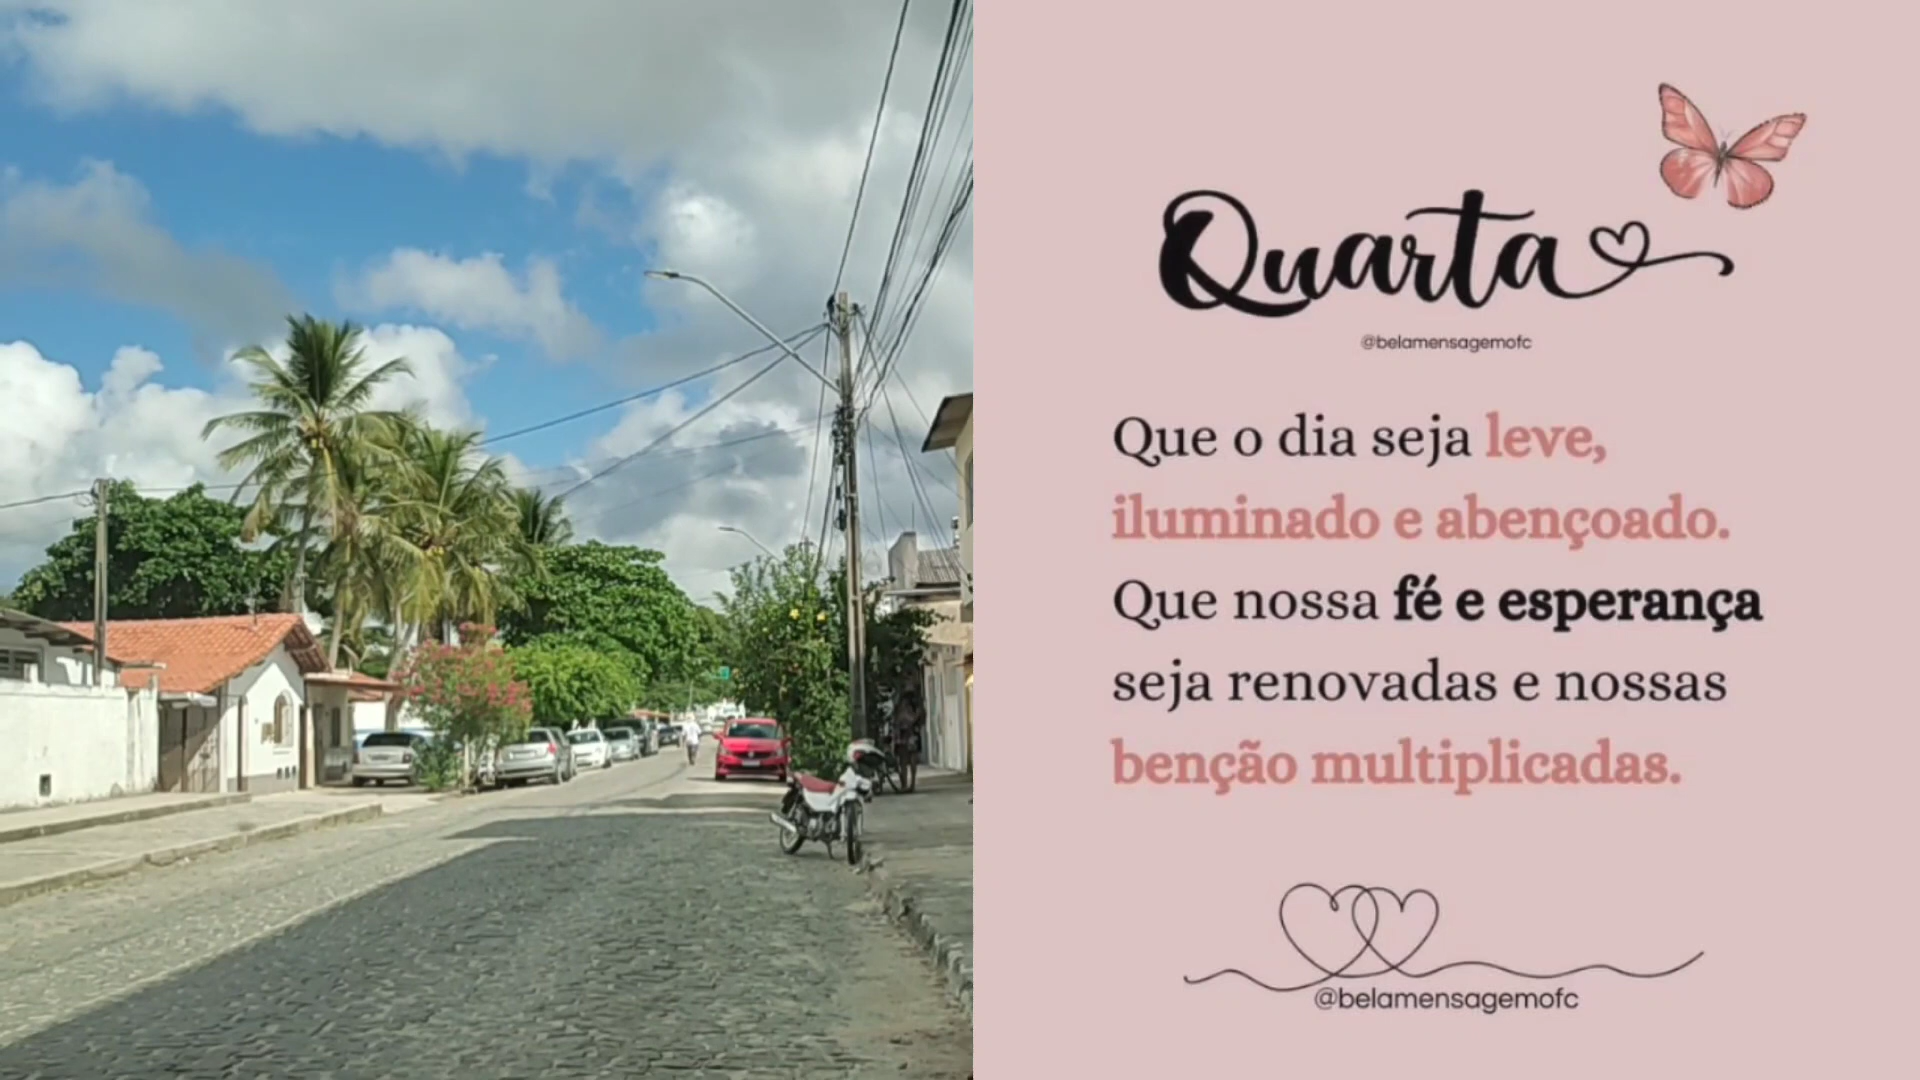 Quarta
@belamensagemofc
Que o dia seja leve,
iluminado e abençoado.
Que nossa fé e esperança
seja renovadas e nossas
benção multiplicadas.
@belamensagemofc